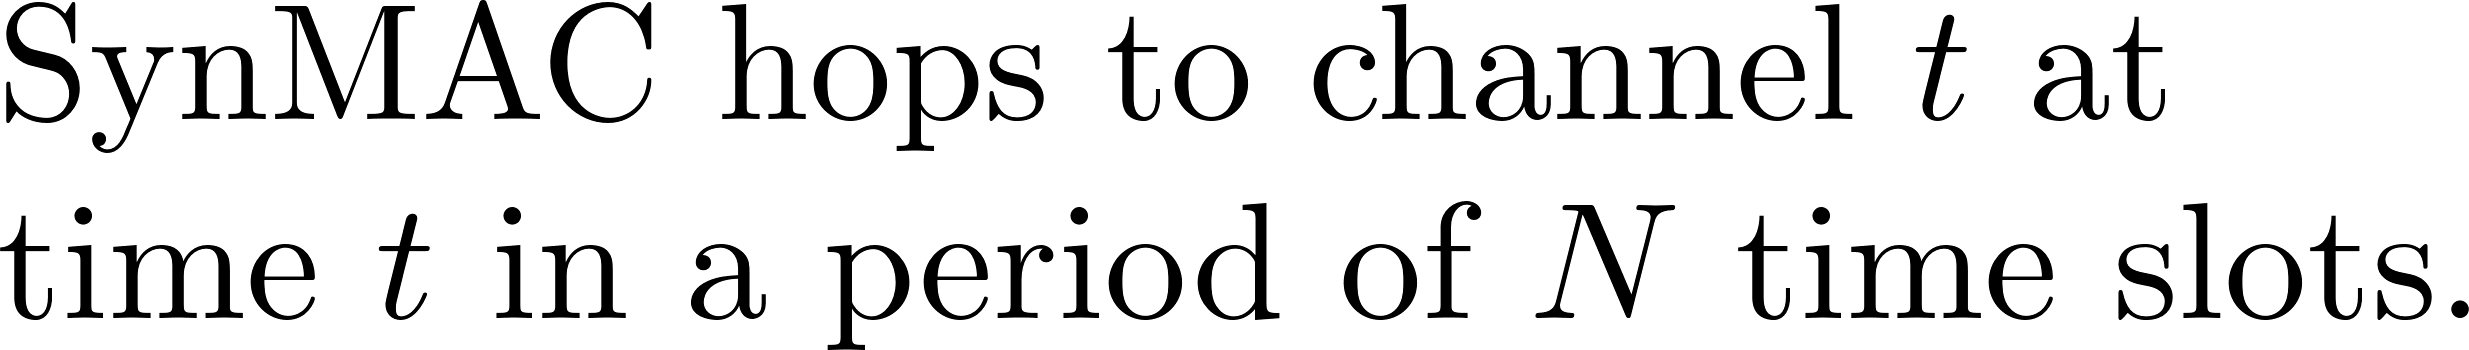 SynMAC hops to channel t at
time t in a period of N time slots.